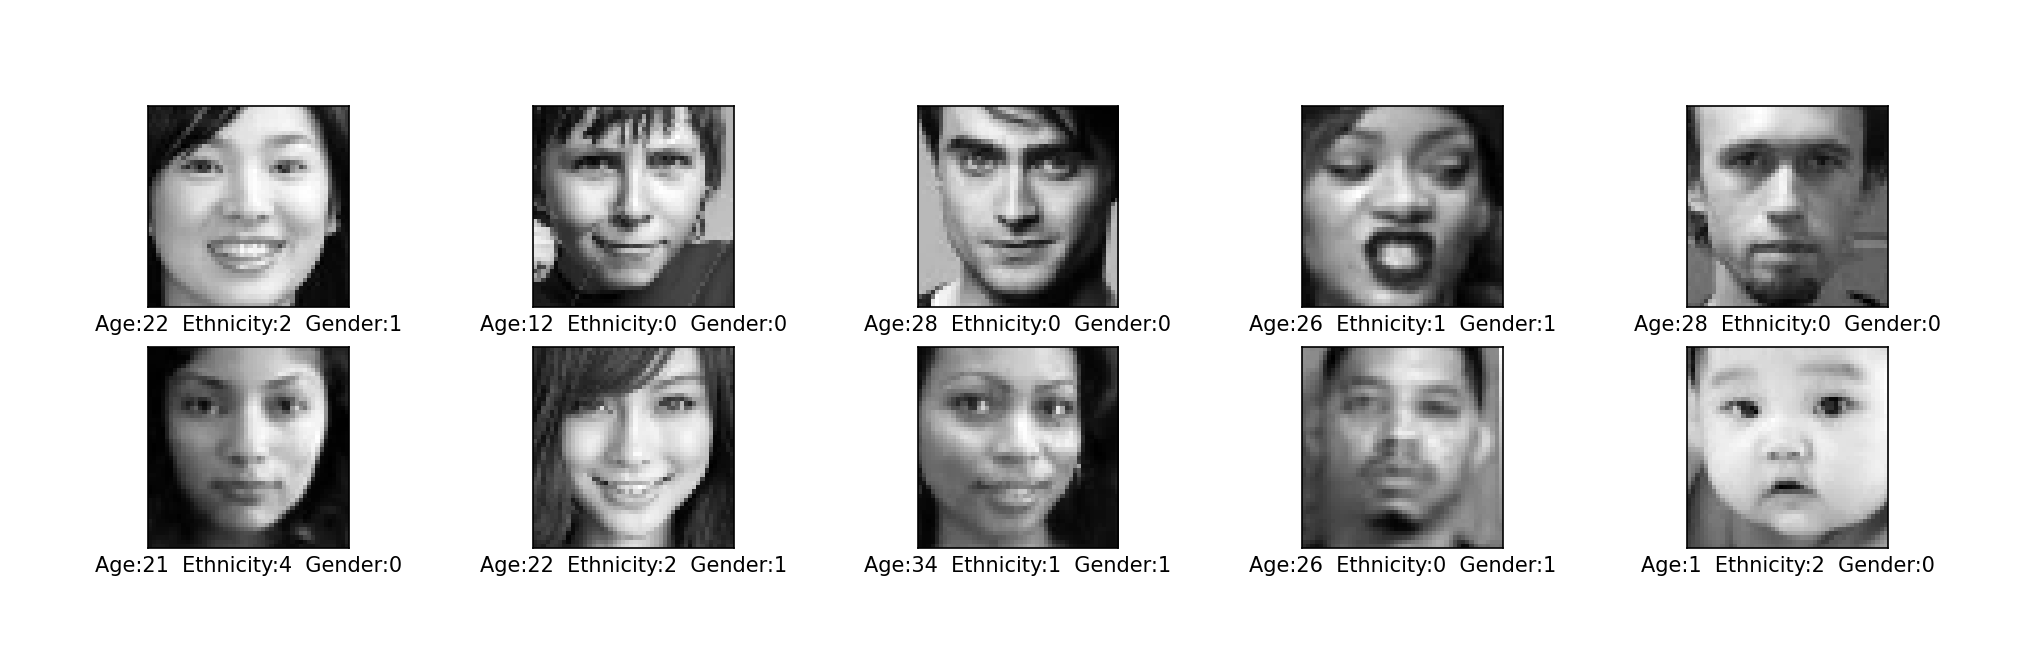 Age:22 Ethnicity:2 Gender:1
Age:12 Ethnicity:0 Gender:0
Age:28 Ethnicity:0 Gender:0
Age:26 Ethnicity:1 Gender:1
Age:28 Ethnicity:0 Gender:0
Age:21 Ethnicity:4 Gender:0
Age:22 Ethnicity:2 Gender:1
Age:34 Ethnicity:1 Gender:1
Age:26 Ethnicity:0 Gender:1
Age:1 Ethnicity:2 Gender:0